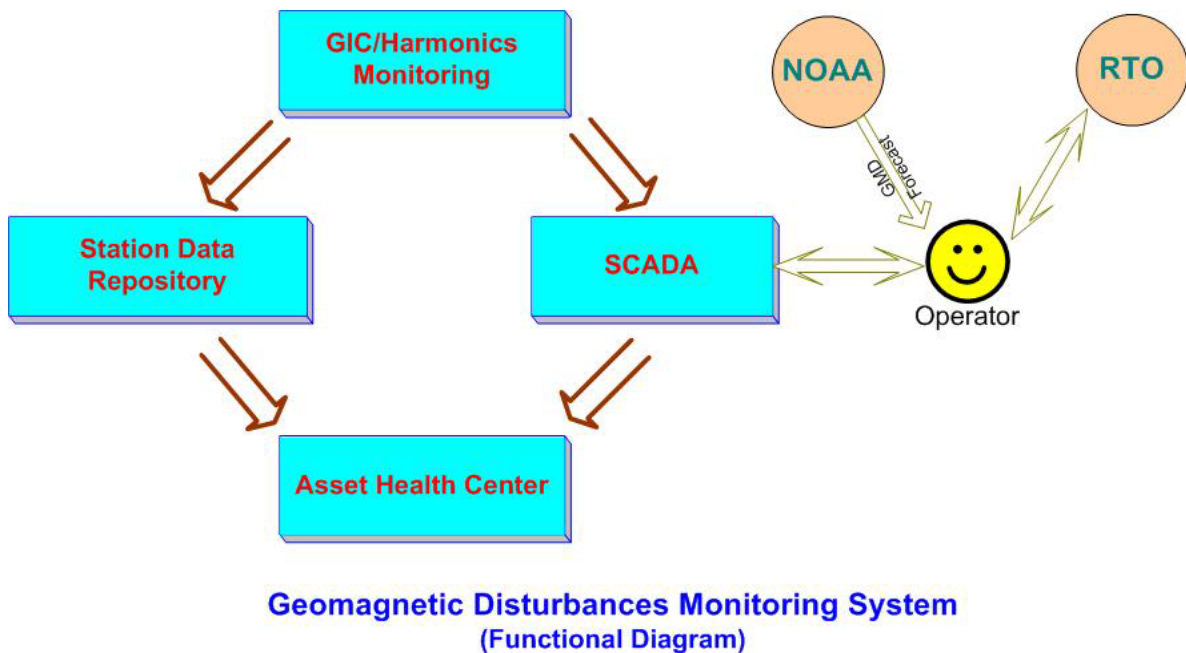 GIC/Harmonics
Monitoring
NOAA
RTO
GMD
Forecast
Station Data
Repository
SCADA
Operator
Asset Health Center
Geomagnetic Disturbances Monitoring System
(Functional Diagram)